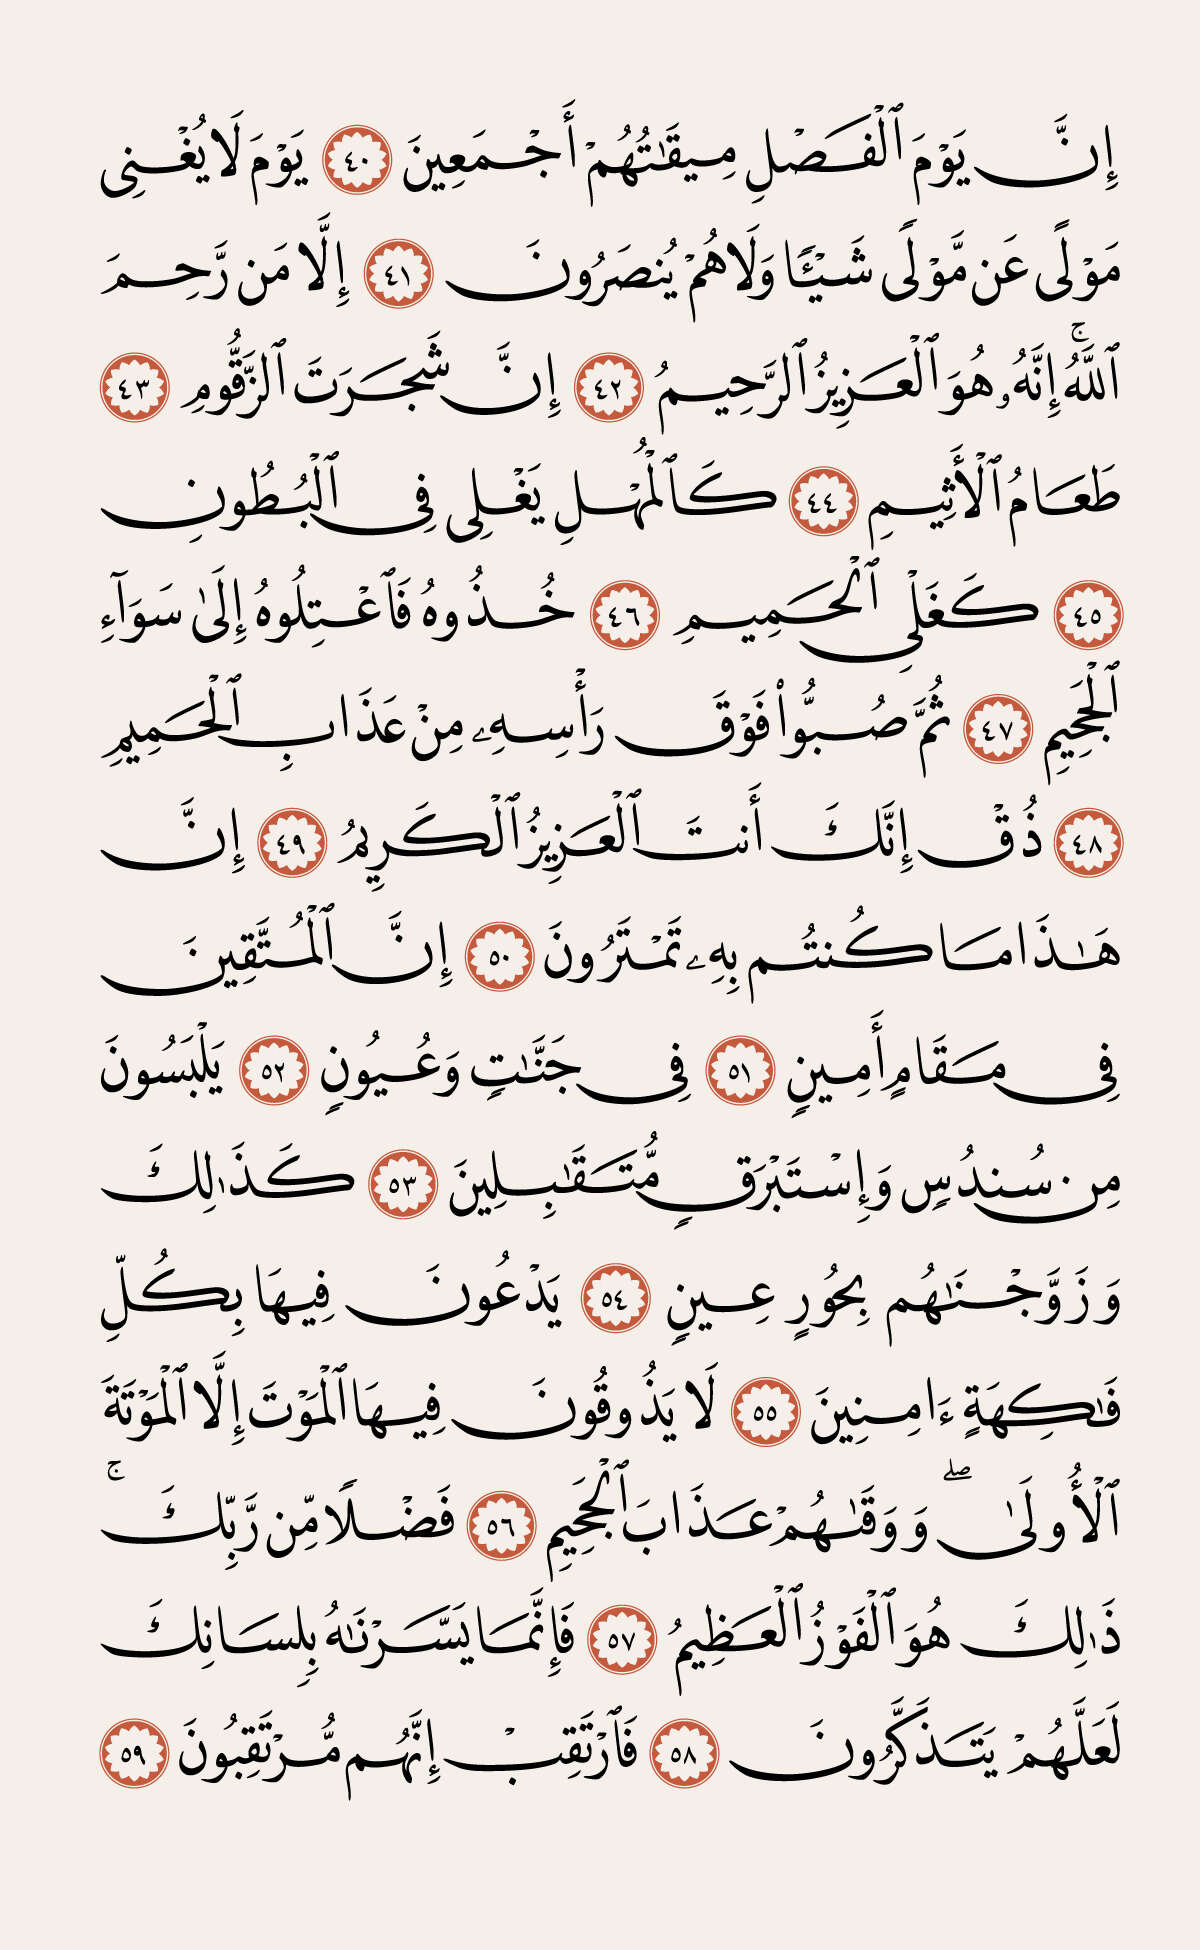 إِنَّ يَوْمَ ٱلْفَصْلِ مِيقَٰتُهُمْ أَجْمَعِينَ ٤٠ يَوْمَ لَا يُغْنِى
مَوْلًى عَن مَّوْلًى شَيْـًٔا وَلَا هُمْ يُنصَرُونَ ٤١ إِلَّا مَن رَّحِمَ
ٱللَّهُ ۚ إِنَّهُۥ هُوَ ٱلْعَزِيزُ ٱلرَّحِيمُ ٤٢ إِنَّ شَجَرَتَ ٱلزَّقُّومِ ٤٣
طَعَامُ ٱلْأَثِيمِ ٤٤ كَٱلْمُهْلِ يَغْلِى فِى ٱلْبُطُونِ
٤٥ كَغَلْىِ ٱلْحَمِيمِ ٤٦ خُذُوهُ فَٱعْتِلُوهُ إِلَىٰ سَوَآءِ
ٱلْجَحِيمِ ٤٧ ثُمَّ صُبُّوا۟ فَوْقَ رَأْسِهِۦ مِنْ عَذَابِ ٱلْحَمِيمِ
٤٨ ذُقْ إِنَّكَ أَنتَ ٱلْعَزِيزُ ٱلْكَرِيمُ ٤٩ إِنَّ
هَٰذَا مَا كُنتُم بِهِۦ تَمْتَرُونَ ٥٠ إِنَّ ٱلْمُتَّقِينَ
فِى مَقَامٍ أَمِينٍ ٥١ فِى جَنَّٰتٍ وَعُيُونٍ ٥٢ يَلْبَسُونَ
مِن سُندُسٍ وَإِسْتَبْرَقٍ مُّتَقَٰبِلِينَ ٥٣ كَذَٰلِكَ
وَزَوَّجْنَٰهُم بِحُورٍ عِينٍ ٥٤ يَدْعُونَ فِيهَا بِكُلِّ
فَٰكِهَةٍ ءَامِنِينَ ٥٥ لَا يَذُوقُونَ فِيهَا ٱلْمَوْتَ إِلَّا ٱلْمَوْتَةَ
ٱلْأُولَىٰ ۖ وَوَقَىٰهُمْ عَذَابَ ٱلْجَحِيمِ ٥٦ فَضْلًا مِّن رَّبِّكَ ۚ
ذَٰلِكَ هُوَ ٱلْفَوْزُ ٱلْعَظِيمُ ٥٧ فَإِنَّمَا يَسَّرْنَٰهُ بِلِسَانِكَ
لَعَلَّهُمْ يَتَذَكَّرُونَ ٥٨ فَٱرْتَقِبْ إِنَّهُم مُّرْتَقِبُونَ ٥٩